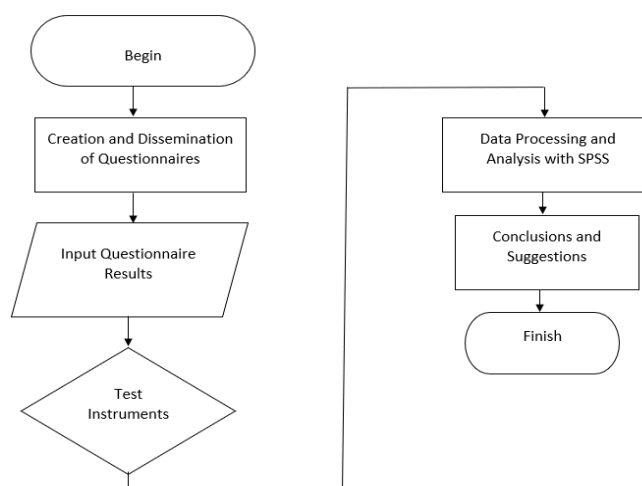 Begin
Creation and Dissemination
of Questionnaires
Input Questionnaire
Results
Test
Instruments
Data Processing and
Analysis with SPSS
Conclusions and
Suggestions
Finish